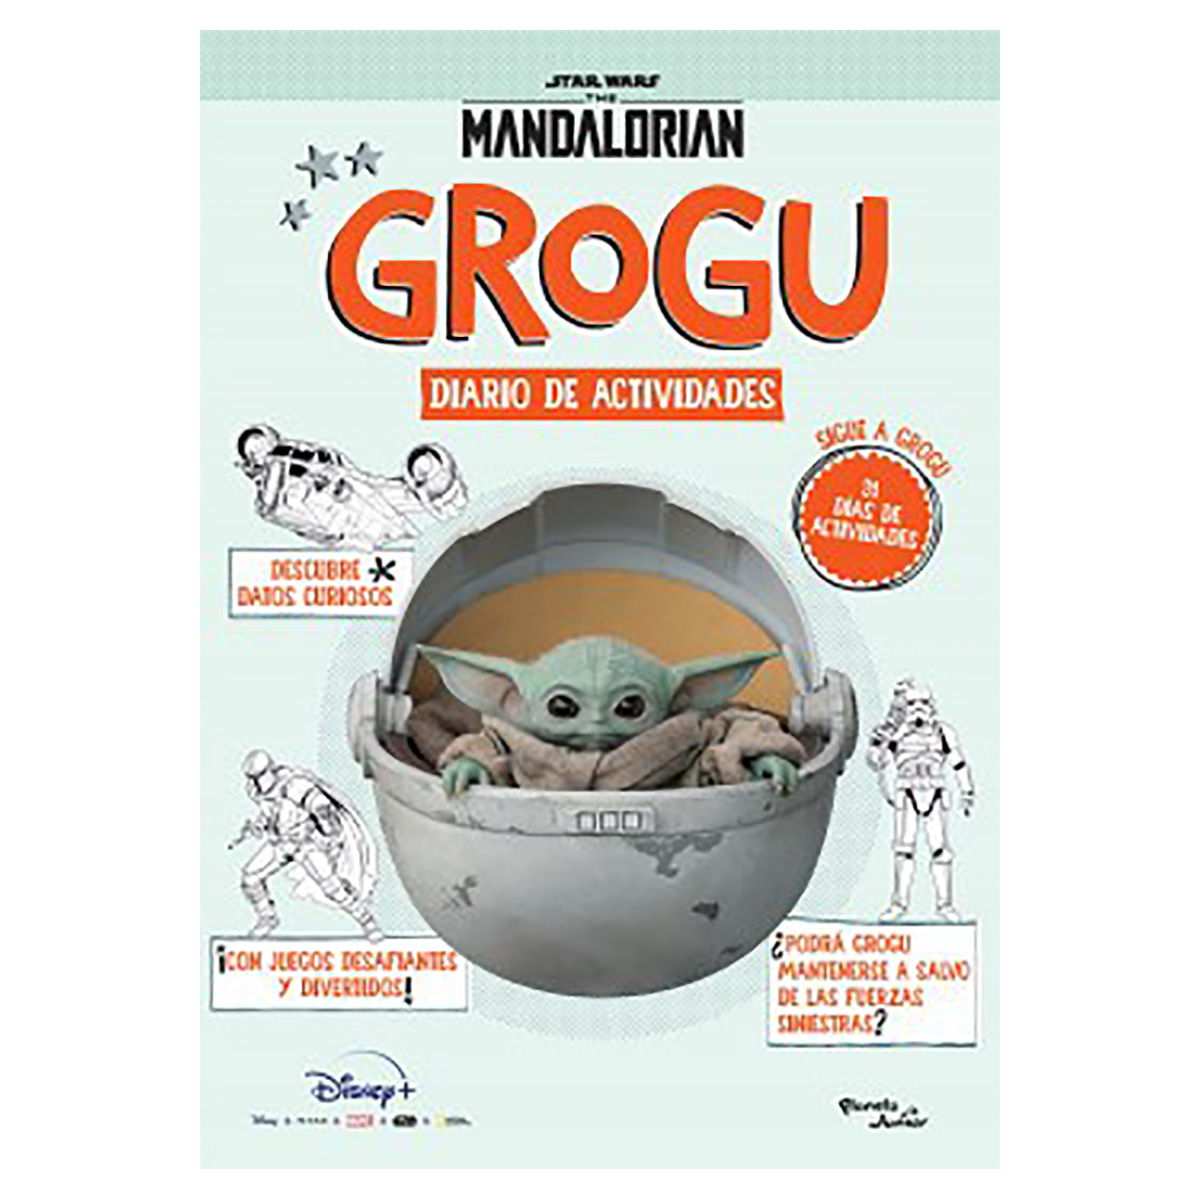 STAR WARS
THE
MANDALORIAN
GROGU
DIARIO DE ACTIVIDADES
SIGUE A GROGU
31
DÍAS DE
ACTIVIDADES
DESCUBRE
DATOS CURIOSOS
¡CON JUEGOS DESAFIANTES
Y DIVERTIDOS!
¿PODRÁ GROGU
MANTENERSE A SALVO
DE LAS FUERZAS
SINIESTRAS?
Disney+
Planeta
Junior